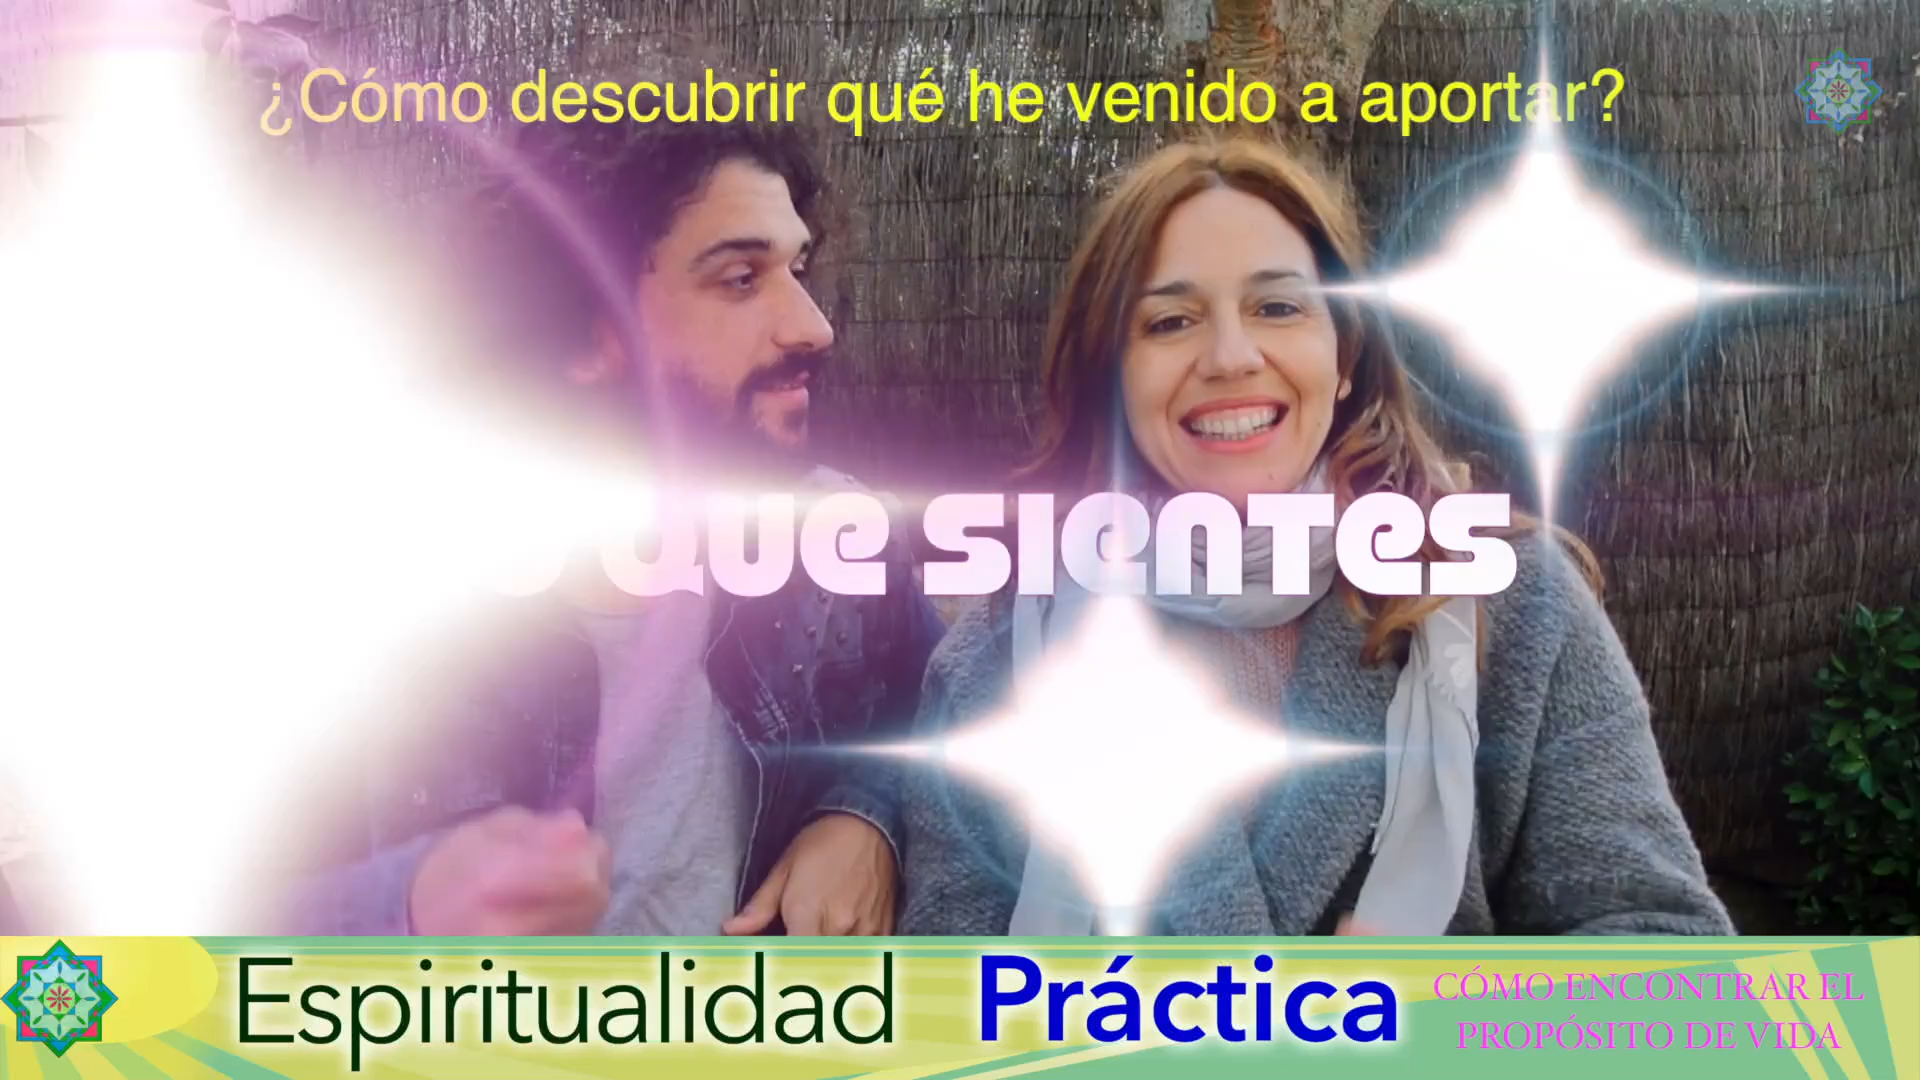 ¿Cómo descubrir qué he venido a aportar?
QUE SIENTES
Espiritualidad Práctica
CÓMO ENCONTRAR EL
PROPÓSITO DE VIDA